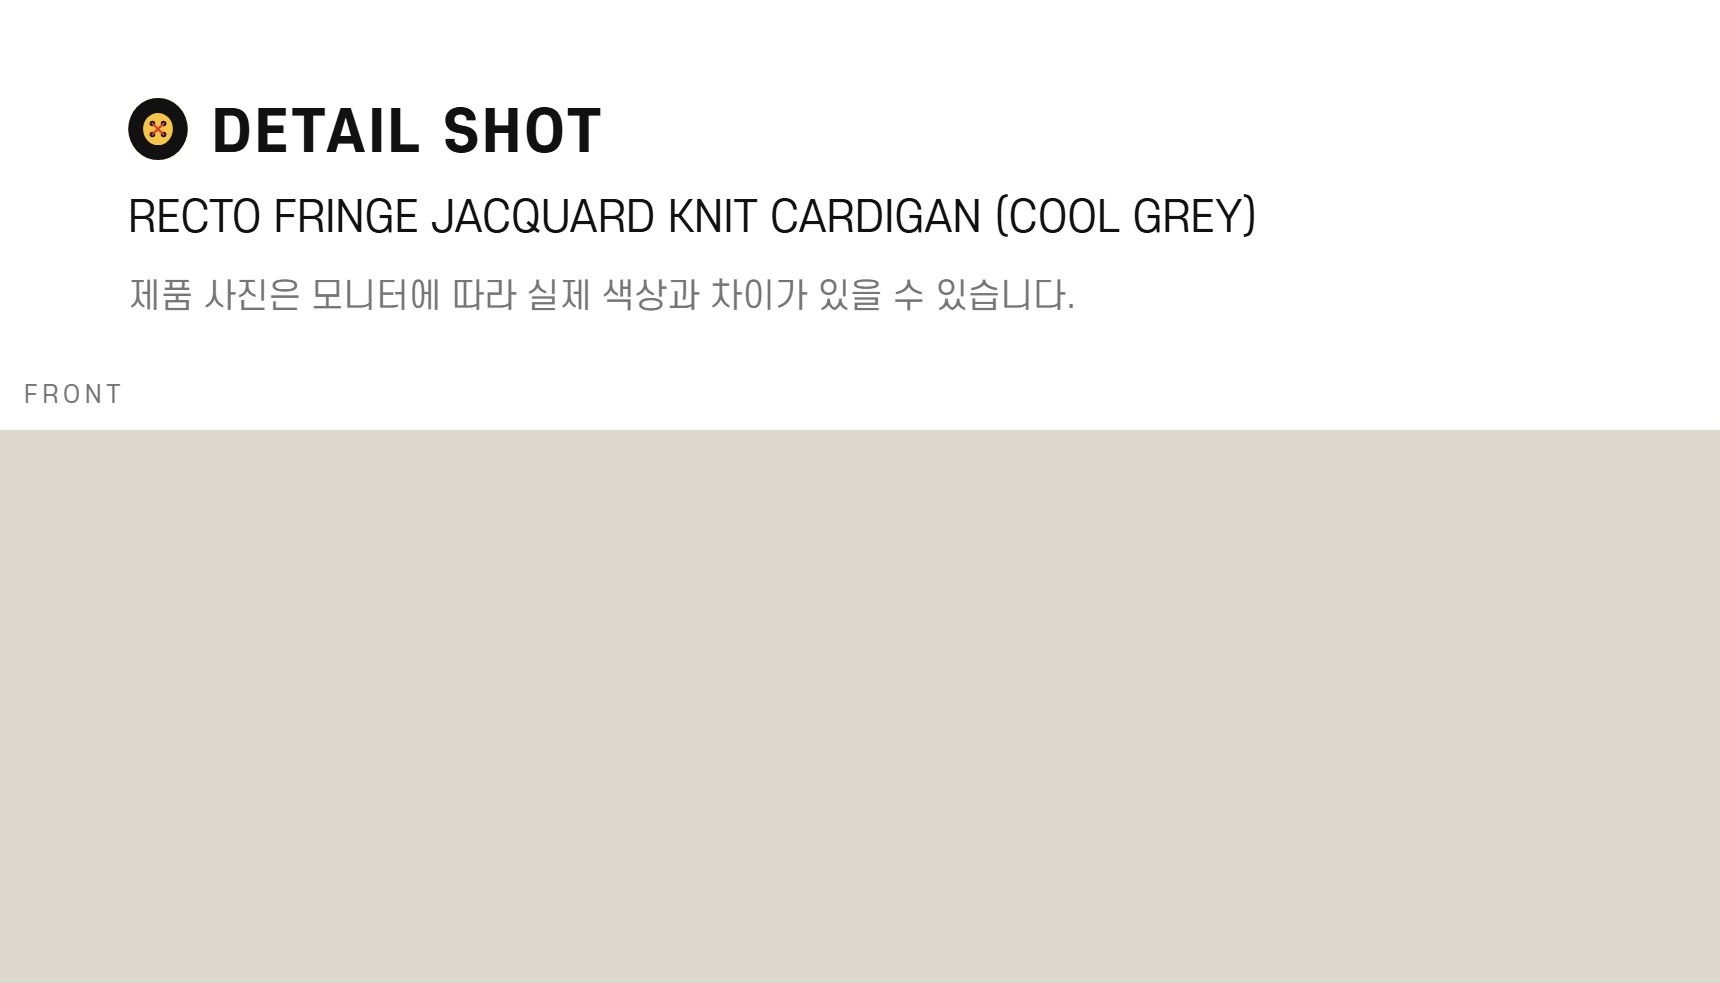 DETAIL SHOT
RECTO FRINGE JACQUARD KNIT CARDIGAN (COOL GREY)
제품 사진은 모니터에 따라 실제 색상과 차이가 있을 수 있습니다.
FRONT